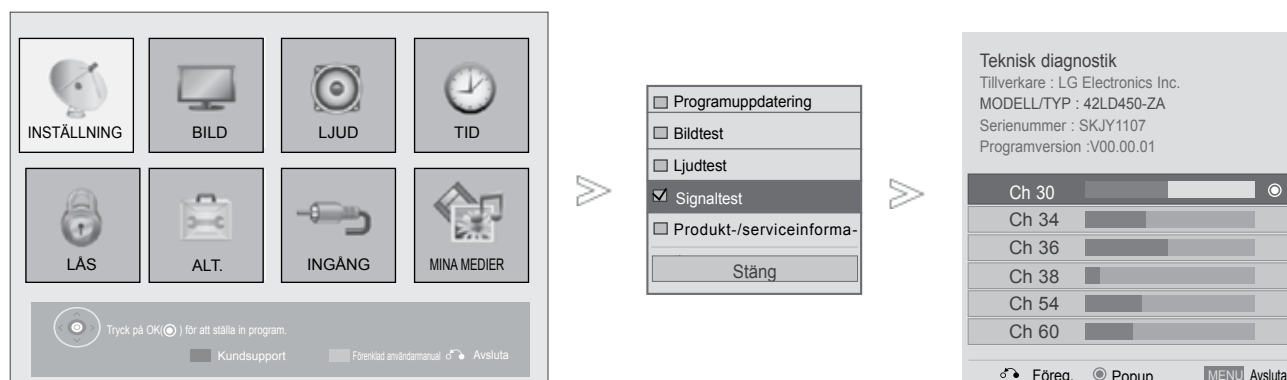 INSTÄLLNING
BILD
LJUD
TID
LÅS
ALT.
INGÅNG
MINA MEDIER
Tryck på OK(◉) för att ställa in program.
Kundsupport
Förenklad användarmanual
Avsluta
Programuppdatering
Bildtest
Ljudtest
Signaltest
Produkt-/serviceinforma-
Stäng
Teknisk diagnostik
Tillverkare : LG Electronics Inc.
MODELL/TYP : 42LD450-ZA
Serienummer : SKJY1107
Programversion :V00.00.01
Ch 30
Ch 34
Ch 36
Ch 38
Ch 54
Ch 60
Föreg.
Popup
MENU Avsluta